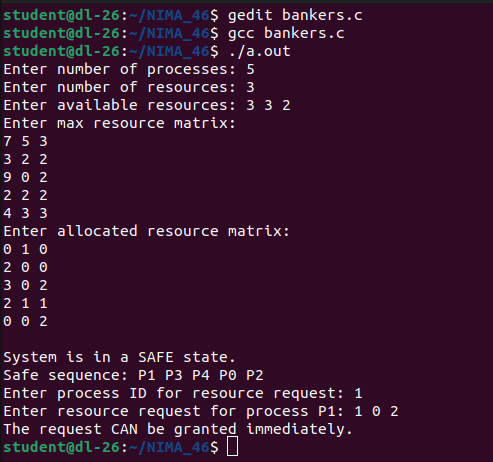 student@dl-26:~/NIMA_46$ gedit bankers.c
student@dl-26:~/NIMA_46$ gcc bankers.c
student@dl-26:~/NIMA_46$ ./a.out
Enter number of processes: 5
Enter number of resources: 3
Enter available resources: 3 3 2
Enter max resource matrix:
7 5 3
3 2 2
9 0 2
2 2 2
4 3 3
Enter allocated resource matrix:
0 1 0
2 0 0
3 0 2
2 1 1
0 0 2
System is in a SAFE state.
Safe sequence: P1 P3 P4 P0 P2
Enter process ID for resource request: 1
Enter resource request for process P1: 1 0 2
The request CAN be granted immediately.
student@dl-26:~/NIMA_46$